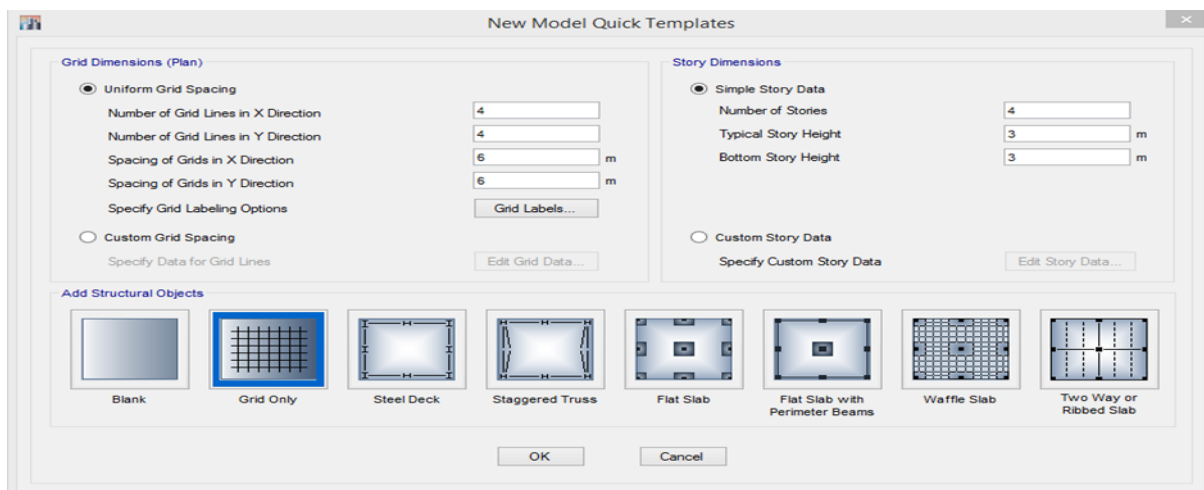 New Model Quick Templates
Grid Dimensions (Plan)
Uniform Grid Spacing
Number of Grid Lines in X Direction 4
Number of Grid Lines in Y Direction 4
Spacing of Grids in X Direction 6 m
Spacing of Grids in Y Direction 6 m
Specify Grid Labeling Options Grid Labels...
Custom Grid Spacing
Specify Data for Grid Lines Edit Grid Data...
Story Dimensions
Simple Story Data
Number of Stories 4
Typical Story Height 3 m
Bottom Story Height 3 m
Custom Story Data
Specify Custom Story Data Edit Story Data...
Add Structural Objects
Blank
Grid Only
Steel Deck
Staggered Truss
Flat Slab
Flat Slab with
Perimeter Beams
Waffle Slab
Two Way or
Ribbed Slab
OK
Cancel